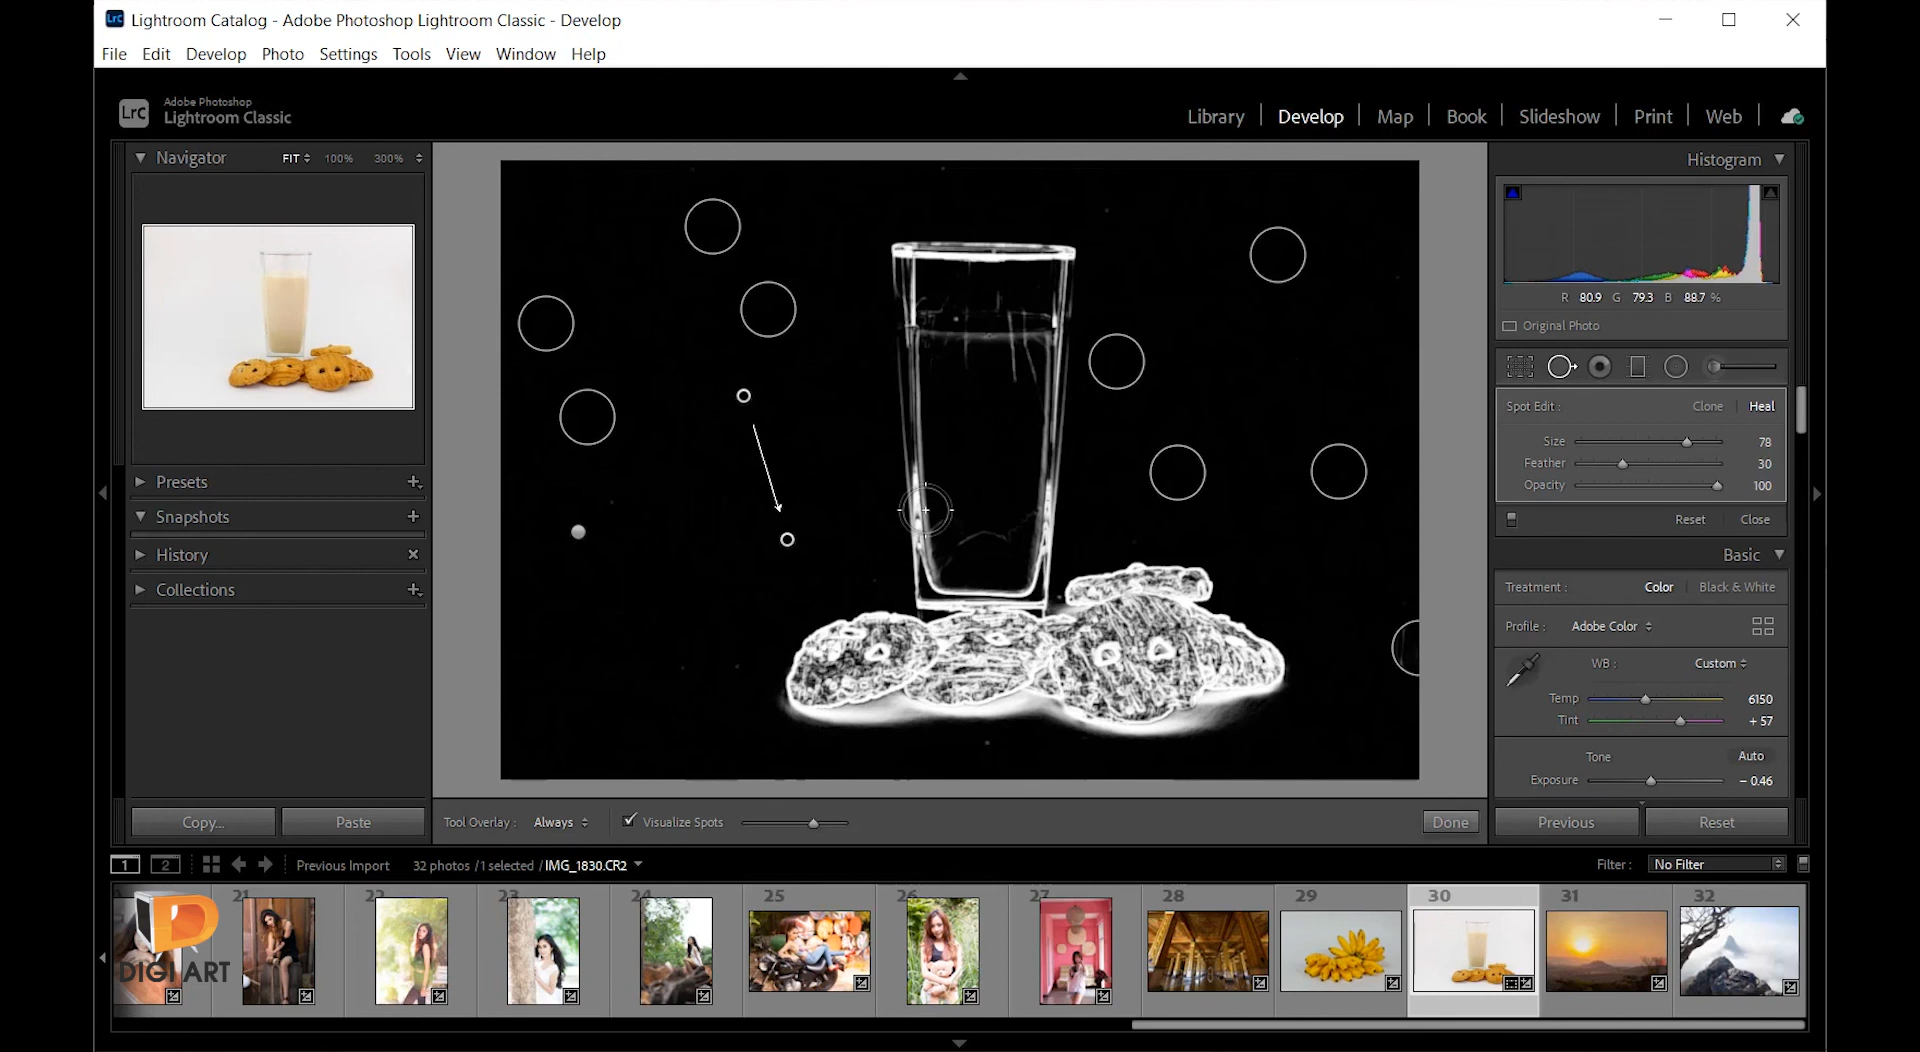 Lightroom Catalog - Adobe Photoshop Lightroom Classic - Develop
File Edit Develop Photo Settings Tools View Window Help
LrC Adobe Photoshop
Lightroom Classic
Library Develop Map Book Slideshow Print Web
Navigator FIT 100% 300%
Histogram
R 80.9 G 79.3 B 88.7 %
Original Photo
Spot Edit : Clone Heal
Size 78
Feather 30
Opacity 100
Reset Close
Presets
Snapshots
History
Collections
Basic
Treatment : Color Black & White
Profile : Adobe Color
WB : Custom
Temp 6150
Tint + 57
Tone Auto
Exposure - 0.46
Copy... Paste
Tool Overlay : Always Visualize Spots Done
Previous Reset
1 2 Previous Import 32 photos /1 selected /IMG_1830.CR2 Filter : No Filter
21 22 23 24 25 26 27 28 29 30 31 32
DIGI ART